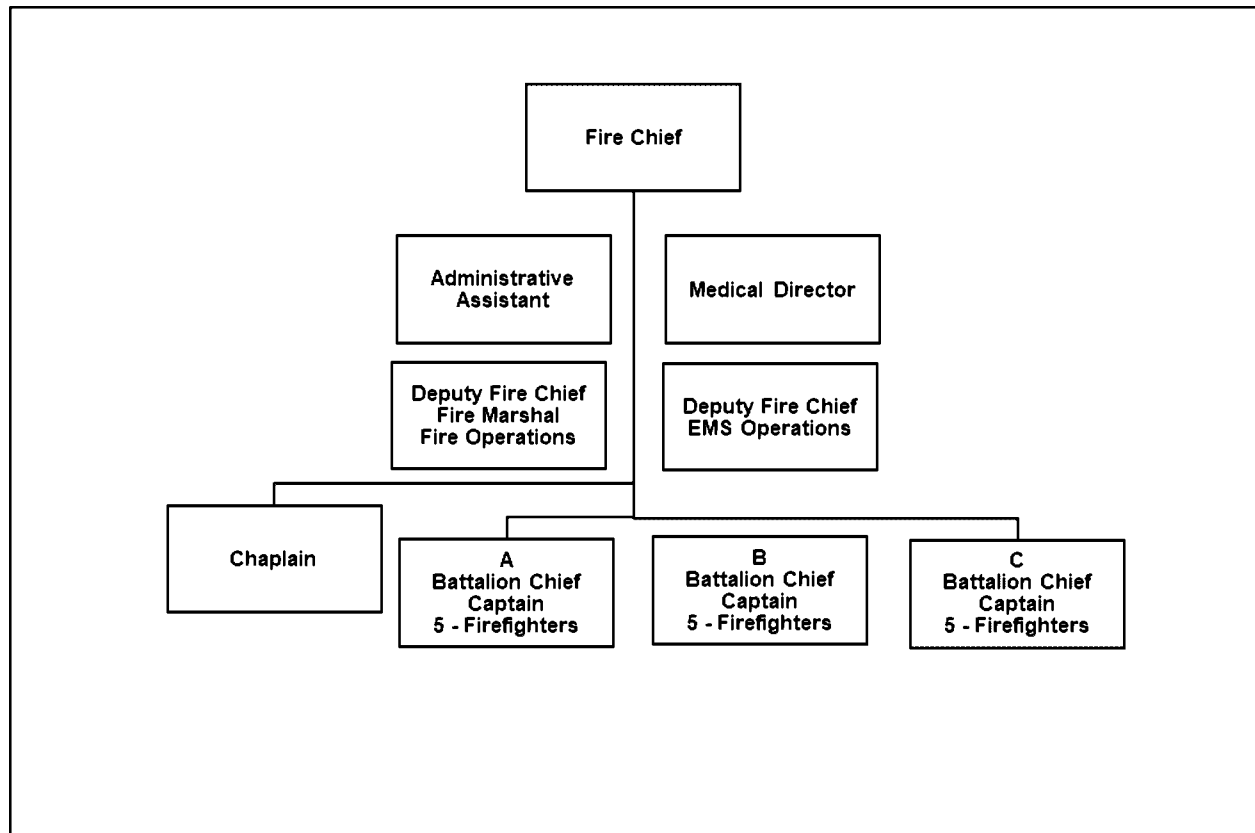 Fire Chief
Administrative
Assistant
Medical Director
Deputy Fire Chief
Fire Marshal
Fire Operations
Deputy Fire Chief
EMS Operations
Chaplain
A
Battalion Chief
Captain
5 - Firefighters
B
Battalion Chief
Captain
5 - Firefighters
C
Battalion Chief
Captain
5 - Firefighters